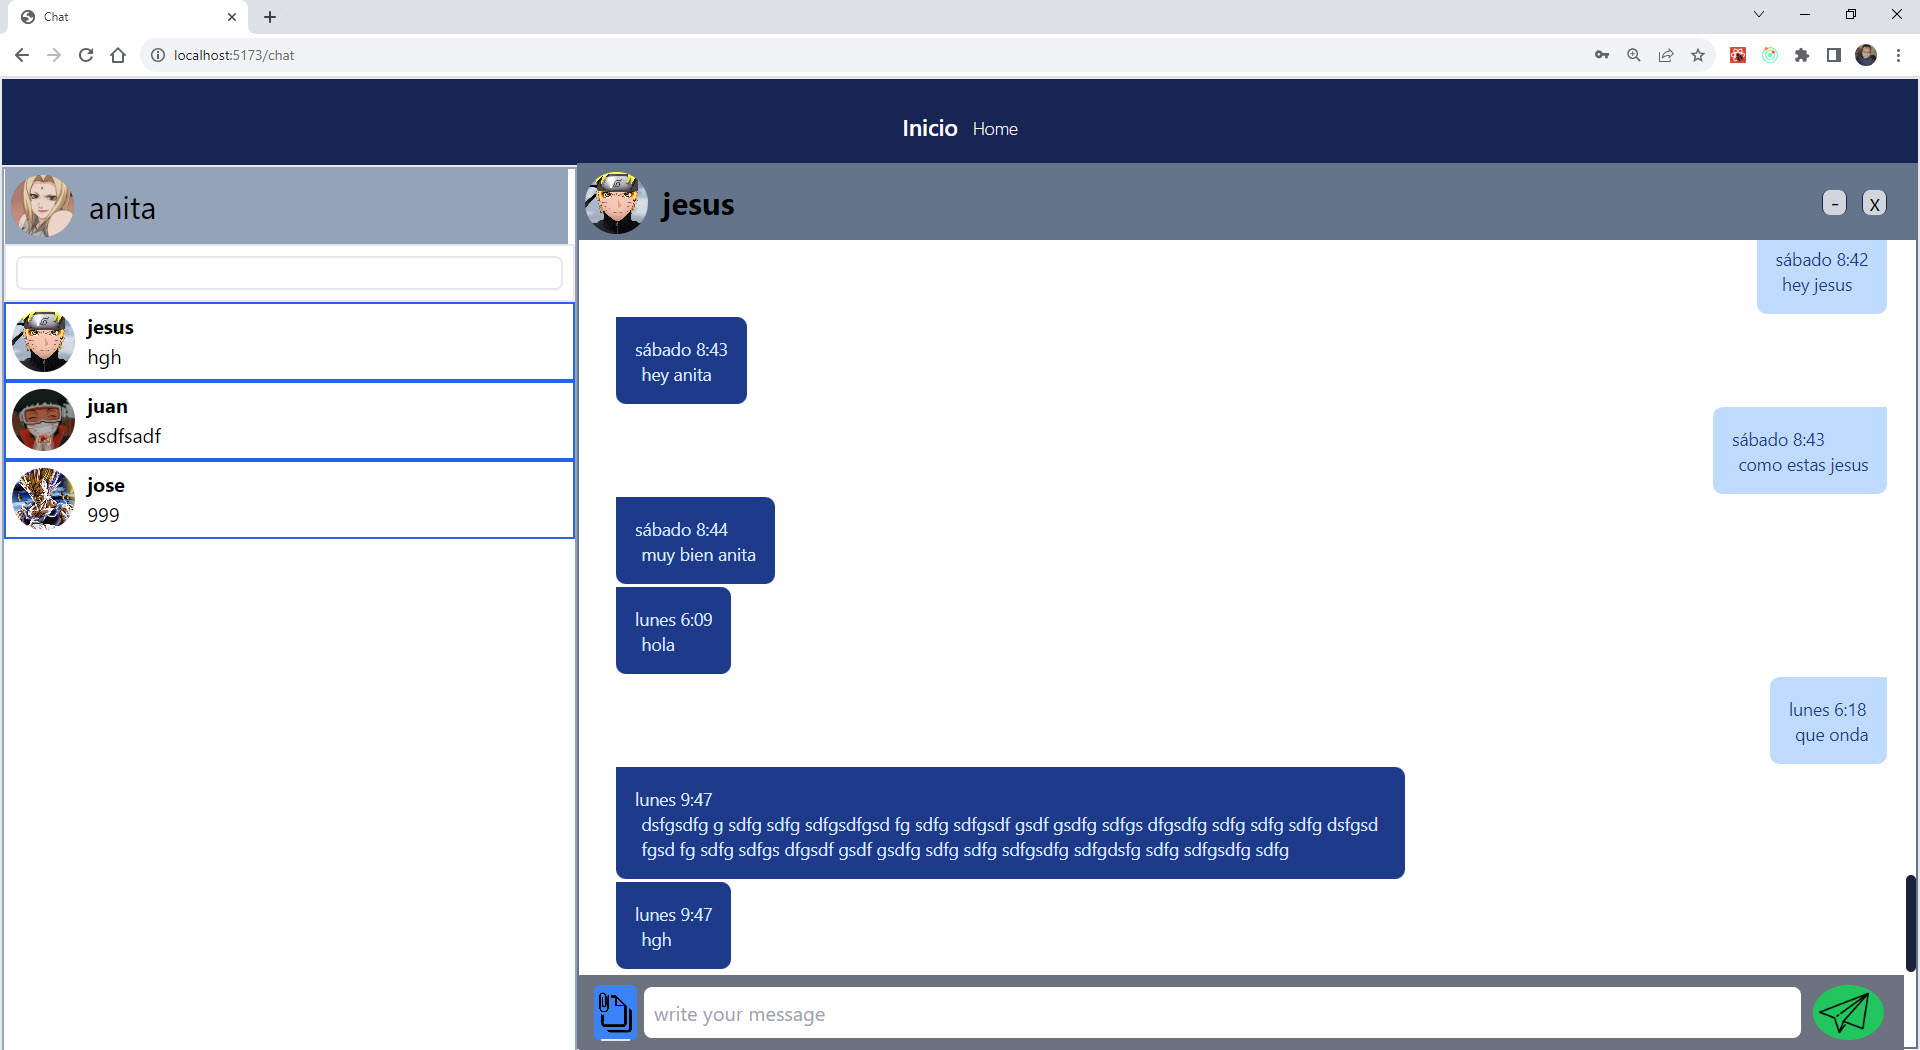 Chat
localhost:5173/chat
Inicio Home
anita
jesus
hgh
juan
asdfsadf
jose
999
jesus
- X
sábado 8:42
hey jesus
sábado 8:43
hey anita
sábado 8:43
como estas jesus
sábado 8:44
muy bien anita
lunes 6:09
hola
lunes 6:18
que onda
lunes 9:47
dsfgsdfg g sdfg sdfg sdfgsdfgsd fg sdfg sdfgsdf gsdf gsdfg sdfgs dfgsdfg sdfg sdfg sdfg dsfgsd
fgsd fg sdfg sdfgs dfgsdf gsdf gsdfg sdfg sdfg sdfgsdfg sdfgdsfg sdfg sdfgsdfg sdfg
lunes 9:47
hgh
write your message